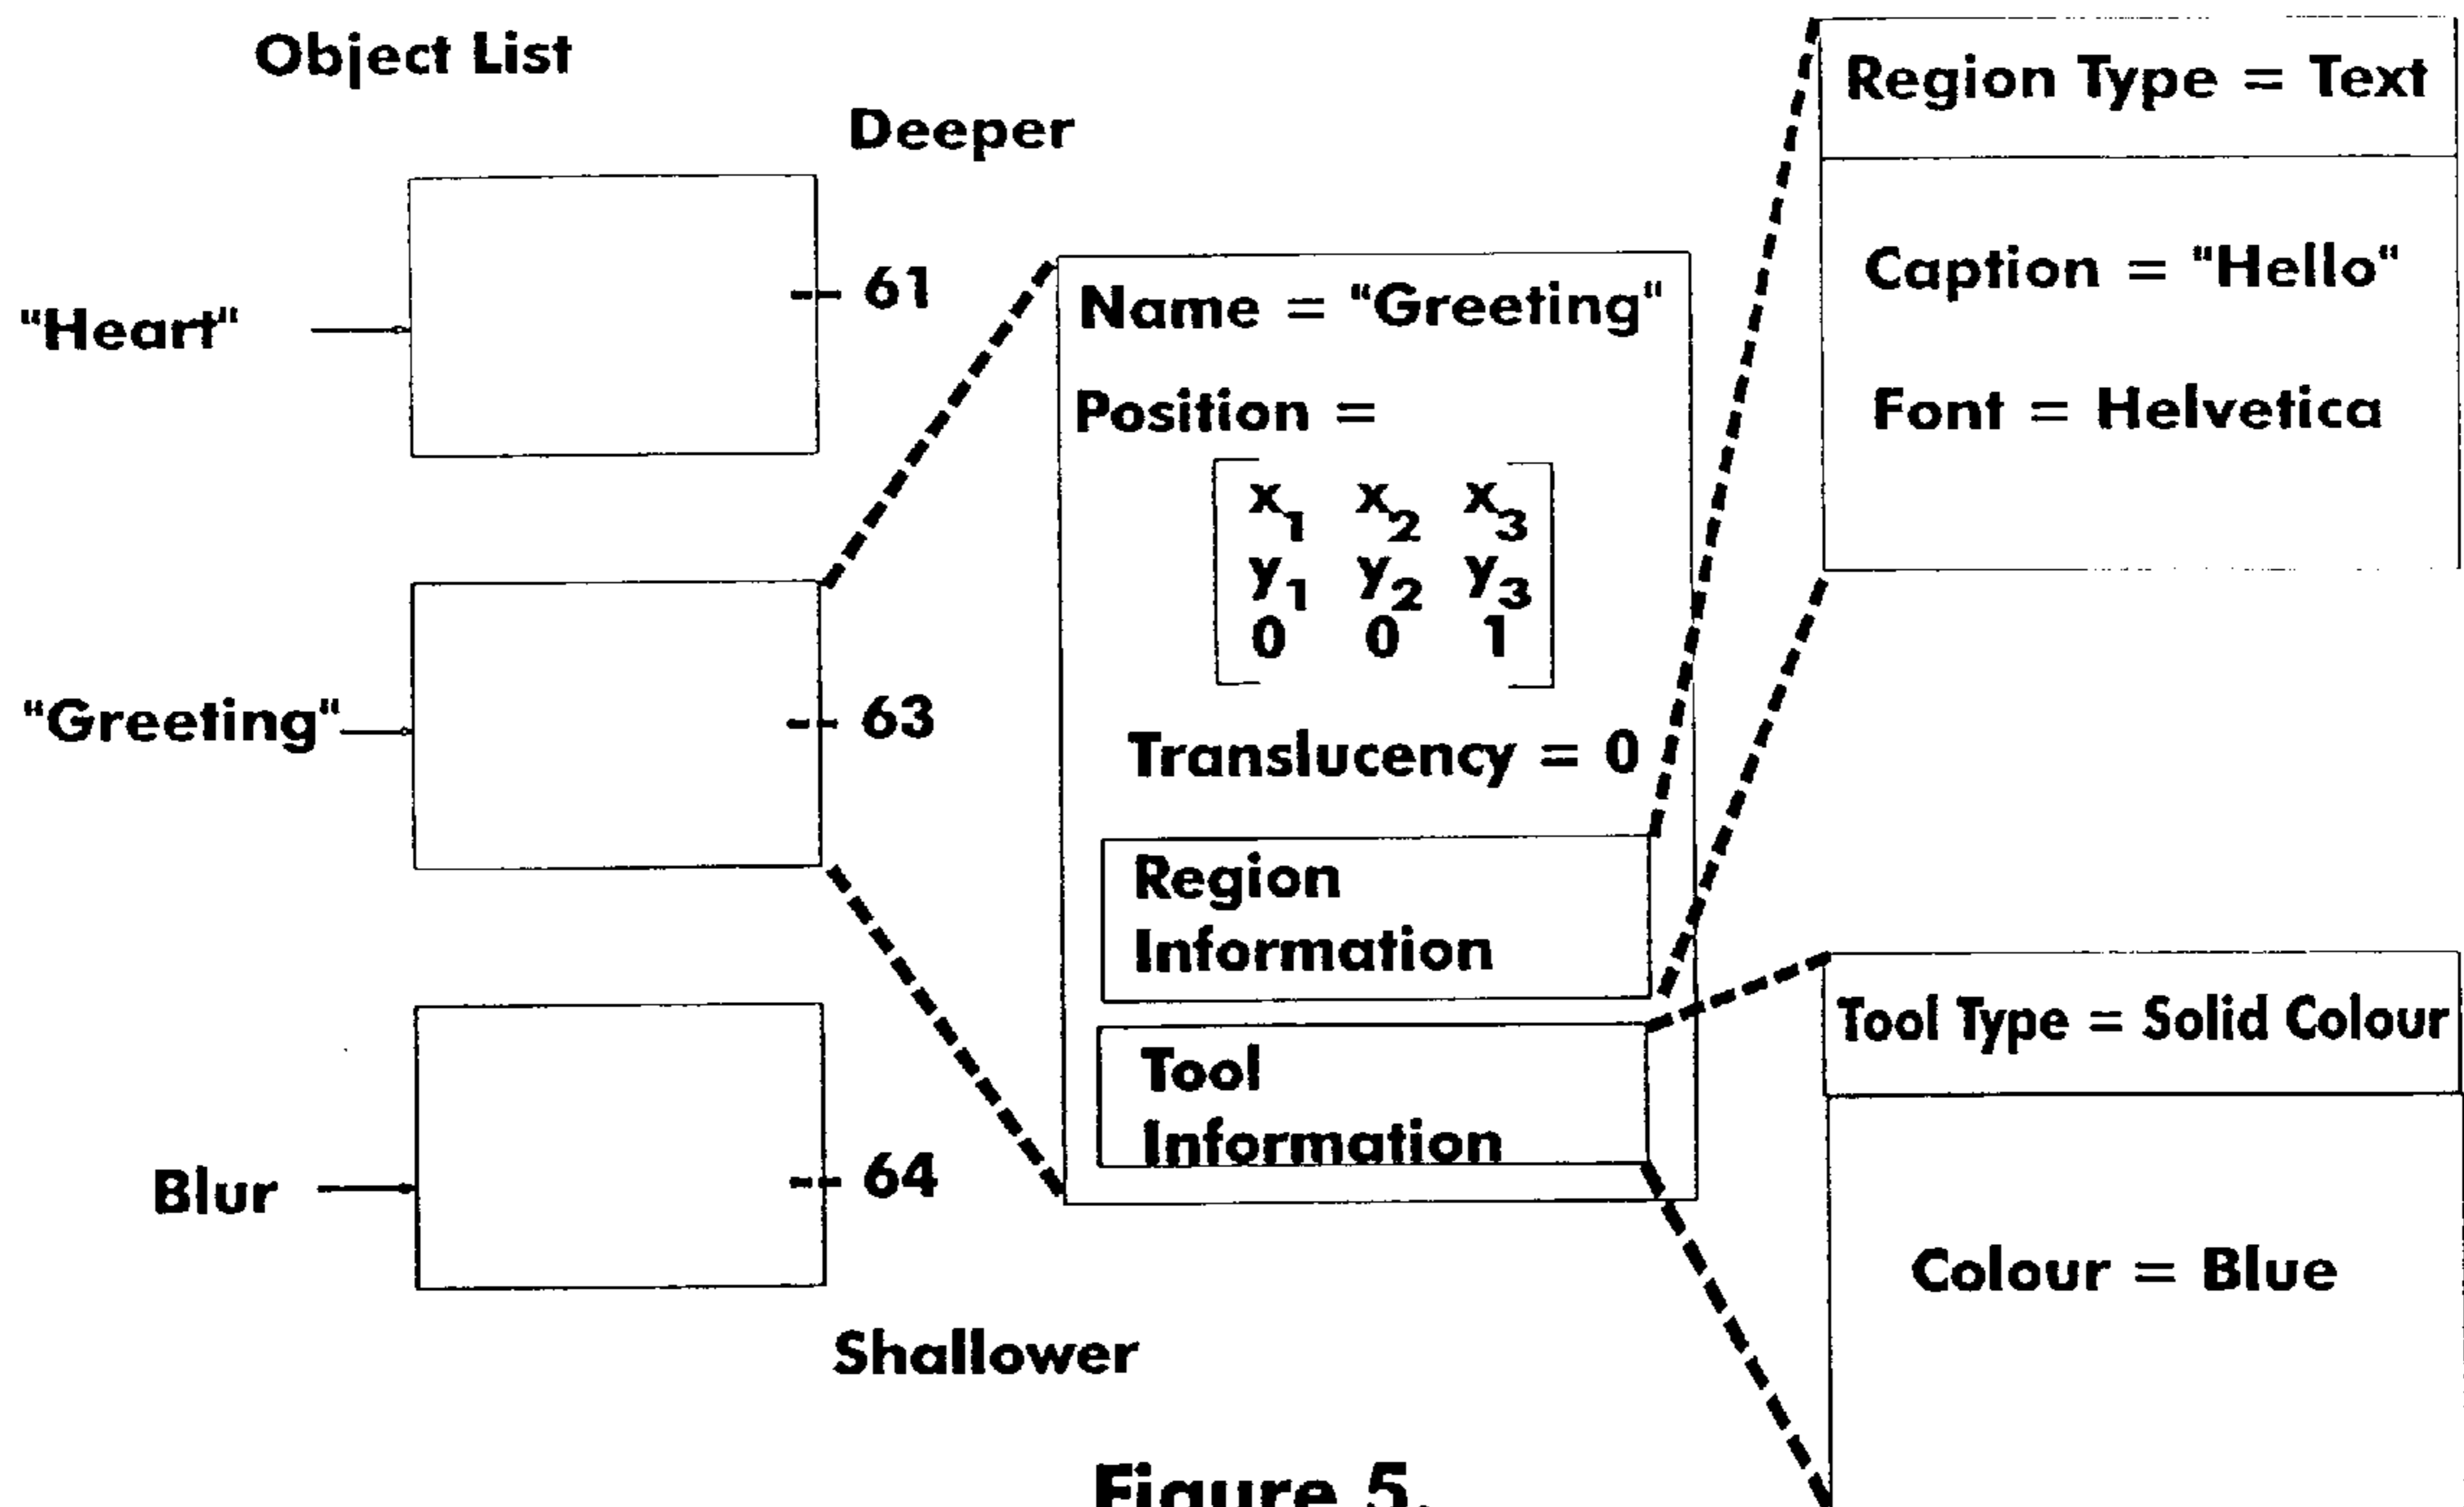 Object List
Deeper
"Heart"
61
"Greeting"
63
Blur
64
Shallower
Name = "Greeting"
Position =
x1 x2 x3
y1 y2 y3
0 0 1
Translucency = 0
Region
Information
Tool
Information
Region Type = Text
Caption = "Hello"
Font = Helvetica
Tool Type = Solid Colour
Colour = Blue
Figure 5.